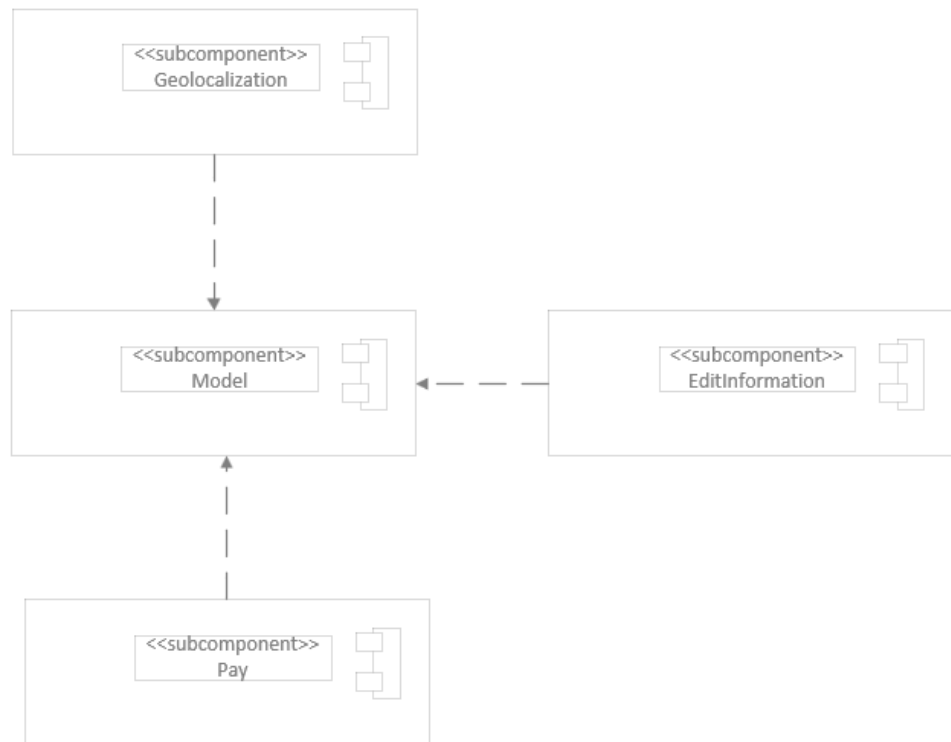 <<subcomponent>>
Geolocalization
<<subcomponent>>
Model
<<subcomponent>>
EditInformation
<<subcomponent>>
Pay